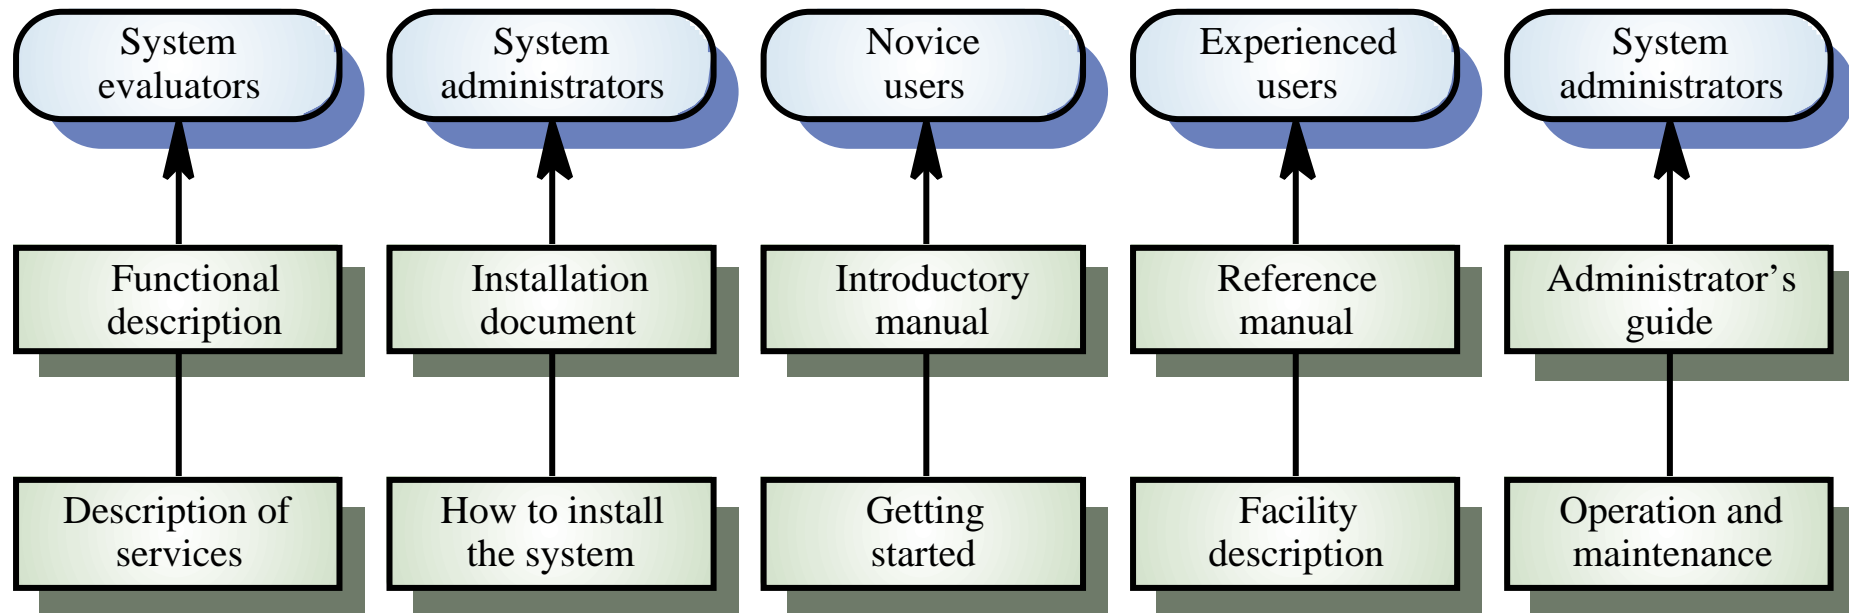 System
evaluators
System
administrators
Novice
users
Experienced
users
System
administrators
Functional
description
Installation
document
Introductory
manual
Reference
manual
Administrator’s
guide
Description of
services
How to install
the system
Getting
started
Facility
description
Operation and
maintenance